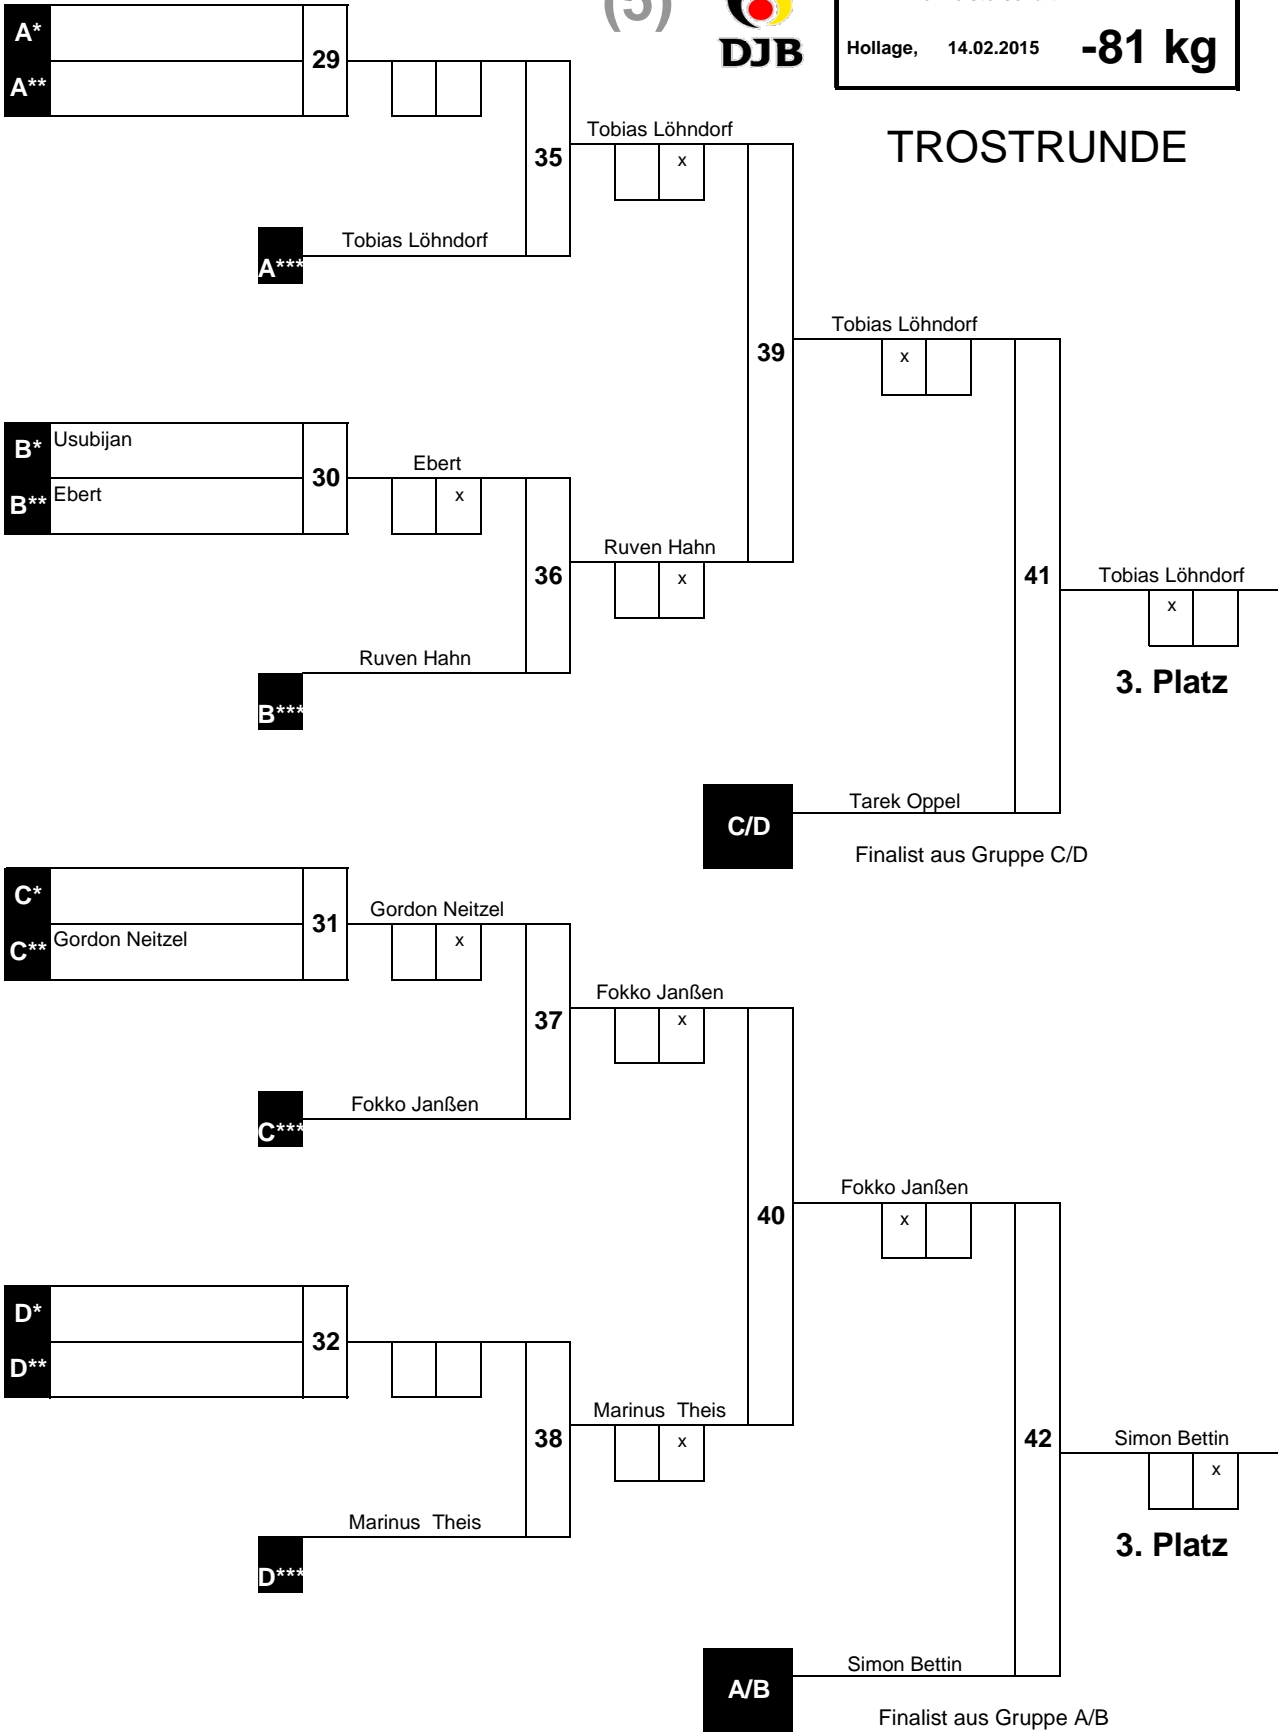 (5)
DJB
Hollage, 14.02.2015 -81 kg
TROSTRUNDE
A*
A**
29
35
Tobias Löhndorf
x
A***
Tobias Löhndorf
39
Tobias Löhndorf
x
B* Usubijan
B** Ebert
30
Ebert
x
36
Ruven Hahn
x
B***
Ruven Hahn
41
Tobias Löhndorf
x
3. Platz
C/D
Tarek Oppel
Finalist aus Gruppe C/D
C*
C** Gordon Neitzel
31
Gordon Neitzel
x
37
Fokko Janßen
x
C***
Fokko Janßen
40
Fokko Janßen
x
D*
D**
32
38
Marinus Theis
x
D***
Marinus Theis
42
Simon Bettin
x
3. Platz
A/B
Simon Bettin
Finalist aus Gruppe A/B